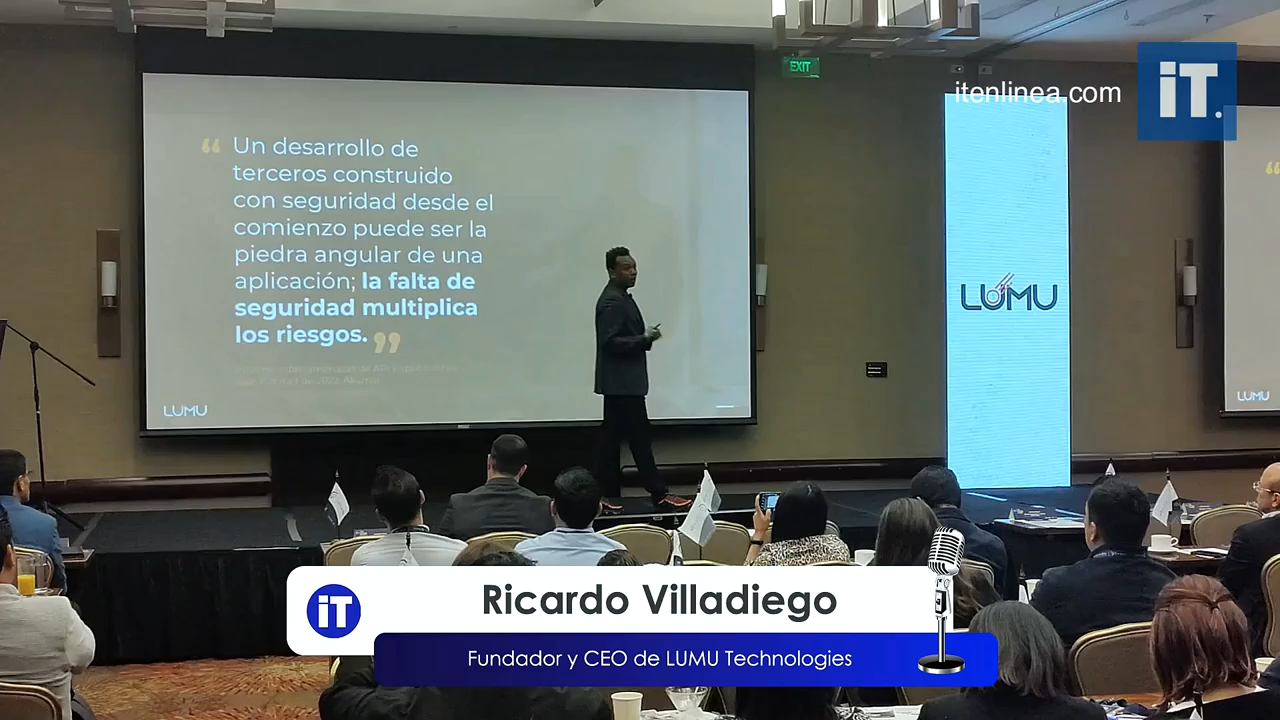 EXIT
itenlinea.com
iT.
“ Un desarrollo de
terceros construido
con seguridad desde el
comienzo puede ser la
piedra angular de una
aplicación; la falta de
seguridad multiplica
los riesgos. ”
LUMU
LUMU
LUMU
iT
Ricardo Villadiego
Fundador y CEO de LUMU Technologies